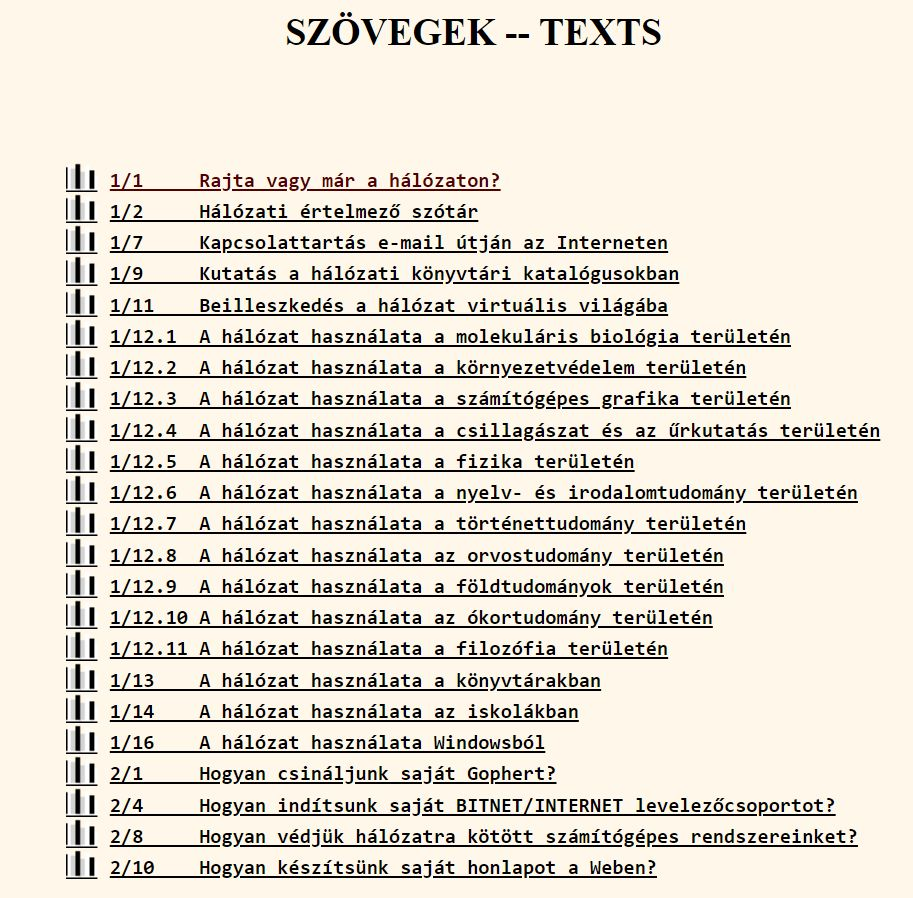 SZÖVEGEK -- TEXTS
1/1 Rajta vagy már a hálózaton?
1/2 Hálózati értelmező szótár
1/7 Kapcsolattartás e-mail útján az Interneten
1/9 Kutatás a hálózati könyvtári katalógusokban
1/11 Beilleszkedés a hálózat virtuális világába
1/12.1 A hálózat használata a molekuláris biológia területén
1/12.2 A hálózat használata a környezetvédelem területén
1/12.3 A hálózat használata a számítógépes grafika területén
1/12.4 A hálózat használata a csillagászat és az űrkutatás területén
1/12.5 A hálózat használata a fizika területén
1/12.6 A hálózat használata a nyelv- és irodalomtudomány területén
1/12.7 A hálózat használata a történettudomány területén
1/12.8 A hálózat használata az orvostudomány területén
1/12.9 A hálózat használata a földtudományok területén
1/12.10 A hálózat használata az ókortudomány területén
1/12.11 A hálózat használata a filozófia területén
1/13 A hálózat használata a könyvtárakban
1/14 A hálózat használata az iskolákban
1/16 A hálózat használata Windowsból
2/1 Hogyan csináljunk saját Gophert?
2/4 Hogyan indítsunk saját BITNET/INTERNET levelezőcsoportot?
2/8 Hogyan védjük hálózatra kötött számítógépes rendszereinket?
2/10 Hogyan készítsünk saját honlapot a Weben?